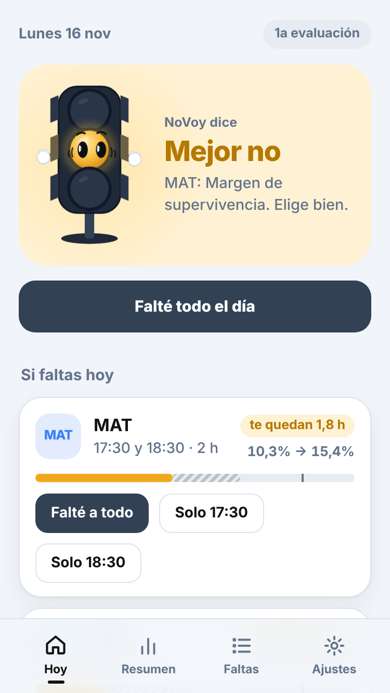 Lunes 16 nov
1a evaluación
NoVoy dice
Mejor no
MAT: Margen de
supervivencia. Elige bien.
Falté todo el día
Si faltas hoy
MAT
MAT
17:30 y 18:30 · 2 h
te quedan 1,8 h
10,3% → 15,4%
Falté a todo
Solo 17:30
Solo 18:30
Hoy
Resumen
Faltas
Ajustes